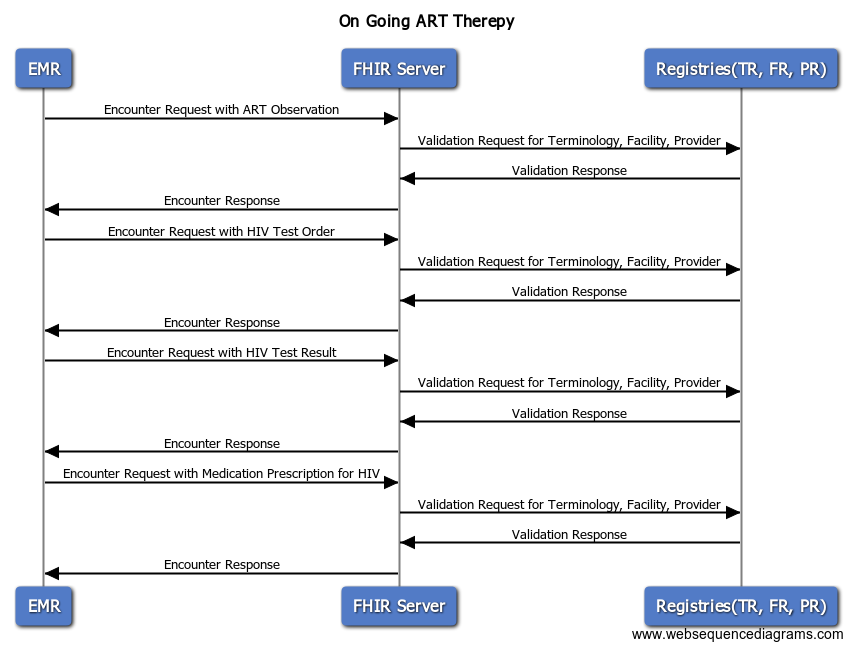 On Going ART Therepy
EMR
FHIR Server
Registries(TR, FR, PR)
Encounter Request with ART Observation
Validation Request for Terminology, Facility, Provider
Validation Response
Encounter Response
Encounter Request with HIV Test Order
Validation Request for Terminology, Facility, Provider
Validation Response
Encounter Response
Encounter Request with HIV Test Result
Validation Request for Terminology, Facility, Provider
Validation Response
Encounter Response
Encounter Request with Medication Prescription for HIV
Validation Request for Terminology, Facility, Provider
Validation Response
Encounter Response
EMR
FHIR Server
Registries(TR, FR, PR)
www.websequencediagrams.com